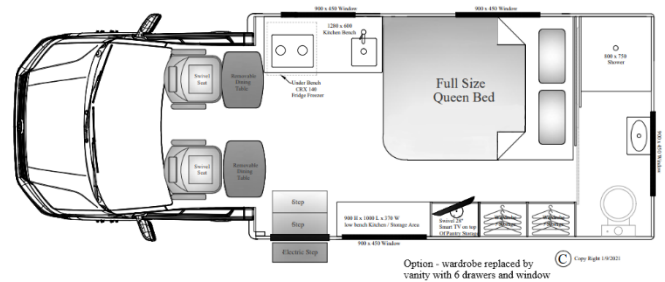 900 x 450 Window
900 x 450 Window
1200 x 600
Kitchen Bench
Swivel
Seat
Removable
Dining
Table
Under Bench
CRX 140
Fridge Freezer
Full Size
Queen Bed
800 x 750
Shower
900 x 450 Window
Swivel
Seat
Removable
Dining
Table
Step
Step
Electric Step
900 H x 1000 L x 370 W
low bench Kitchen / Storage Area
900 x 450 Window
Swivel 24"
Smart TV on top
Of Pantry Storage
Wardrobe
Wardrobe
Option - wardrobe replaced by
vanity with 6 drawers and window
C Copy Right 1/9/2021